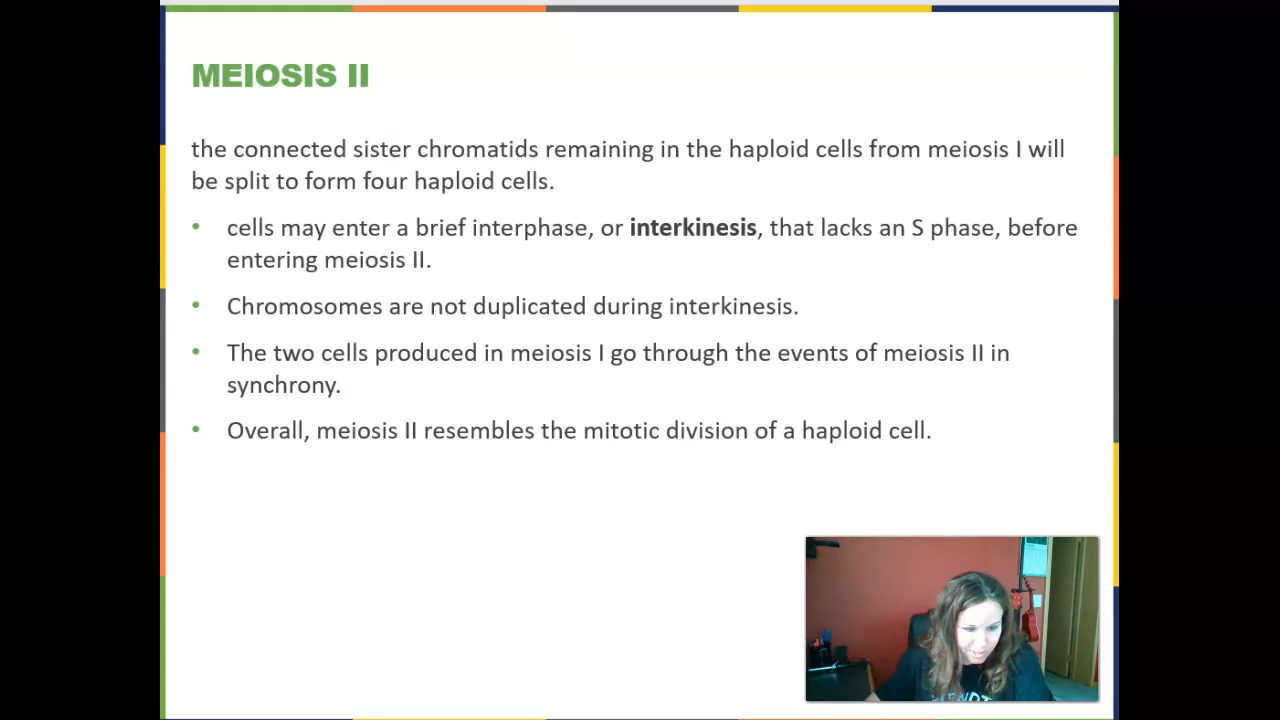 MEIOSIS II
the connected sister chromatids remaining in the haploid cells from meiosis I will
be split to form four haploid cells.
• cells may enter a brief interphase, or interkinesis, that lacks an S phase, before
entering meiosis II.
• Chromosomes are not duplicated during interkinesis.
• The two cells produced in meiosis I go through the events of meiosis II in
synchrony.
• Overall, meiosis II resembles the mitotic division of a haploid cell.